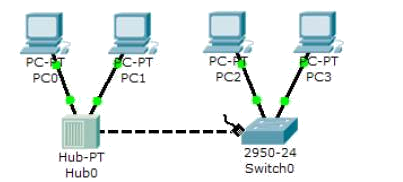 PC-PT
PC0
PC-PT
PC1
PC-PT
PC2
PC-PT
PC3
Hub-PT
Hub0
2950-24
Switch0